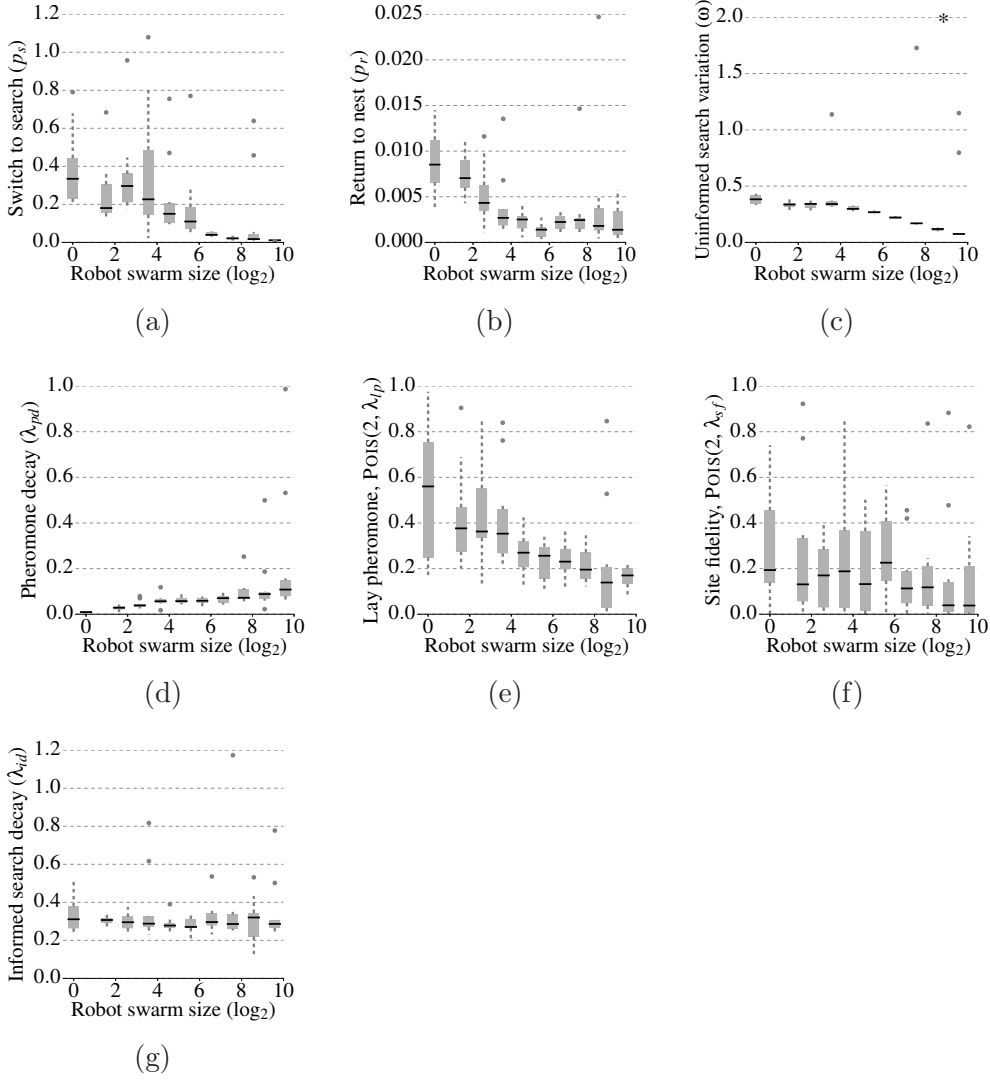 Switch to search (pₛ)
1.2
1.0
0.8
0.6
0.4
0.2
0.0
0 2 4 6 8 10
Robot swarm size (log₂)
(a)
Return to nest (pᵣ)
0.025
0.020
0.015
0.010
0.005
0.000
0 2 4 6 8 10
Robot swarm size (log₂)
(b)
Uninformed search variation (ω)
*
2.0
1.5
1.0
0.5
0.0
0 2 4 6 8 10
Robot swarm size (log₂)
(c)
Pheromone decay (λpd)
1.0
0.8
0.6
0.4
0.2
0.0
0 2 4 6 8 10
Robot swarm size (log₂)
(d)
Lay pheromone, POIS(2, λlp)
1.0
0.8
0.6
0.4
0.2
0.0
0 2 4 6 8 10
Robot swarm size (log₂)
(e)
Site fidelity, POIS(2, λsf)
1.0
0.8
0.6
0.4
0.2
0.0
0 2 4 6 8 10
Robot swarm size (log₂)
(f)
Informed search decay (λid)
1.2
1.0
0.8
0.6
0.4
0.2
0.0
0 2 4 6 8 10
Robot swarm size (log₂)
(g)